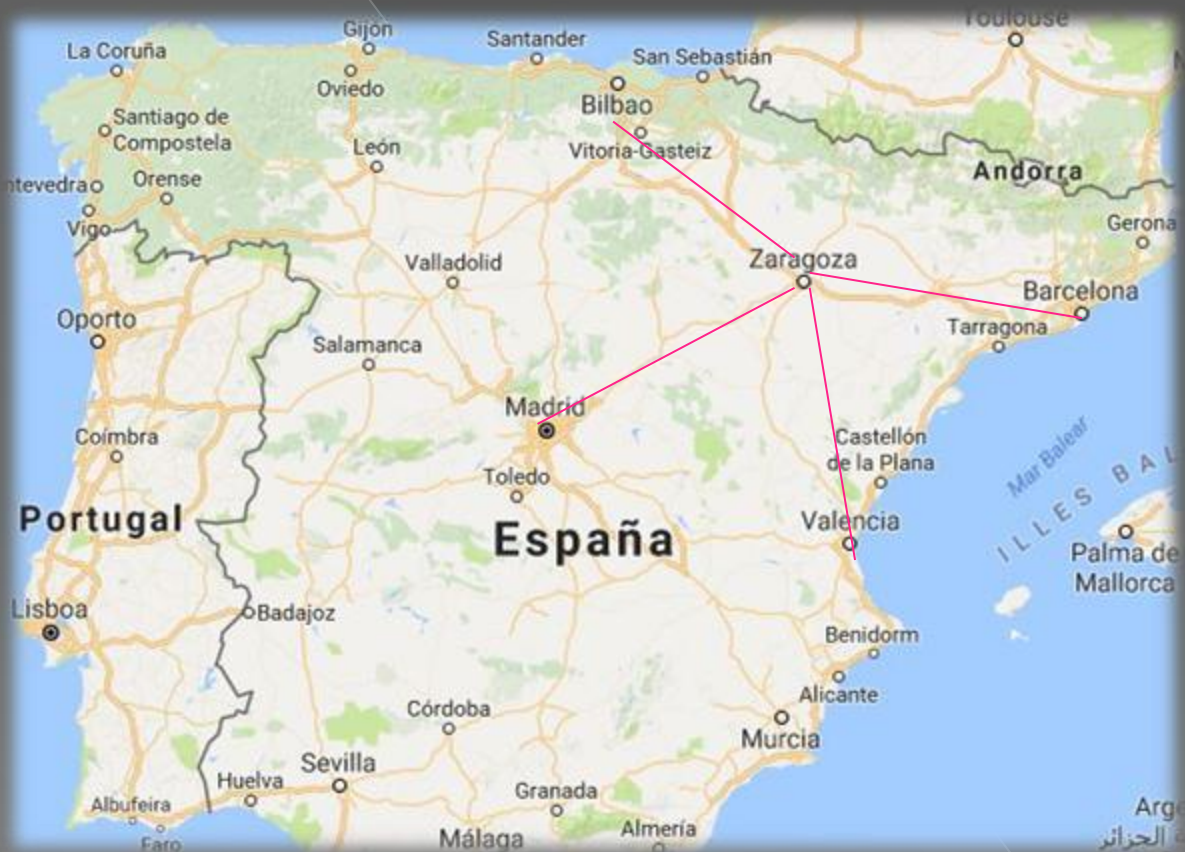 Toulouse
Gijón
La Coruña
Santander
San Sebastián
Oviedo
Bilbao
Santiago de
Compostela
León
Vitoria-Gasteiz
Andorra
ntevedra
Orense
Vigo
Gerona
Valladolid
Zaragoza
Barcelona
Oporto
Tarragona
Salamanca
Madrid
Coímbra
Castellón
de la Plana
Mar Balear
ILLES BAL
Toledo
Portugal
España
Valencia
Palma de
Mallorca
Lisboa
Badajoz
Benidorm
Alicante
Córdoba
Murcia
Sevilla
Huelva
Granada
Albufeira
Arge
Almería
Málaga
Faro
الجزائر